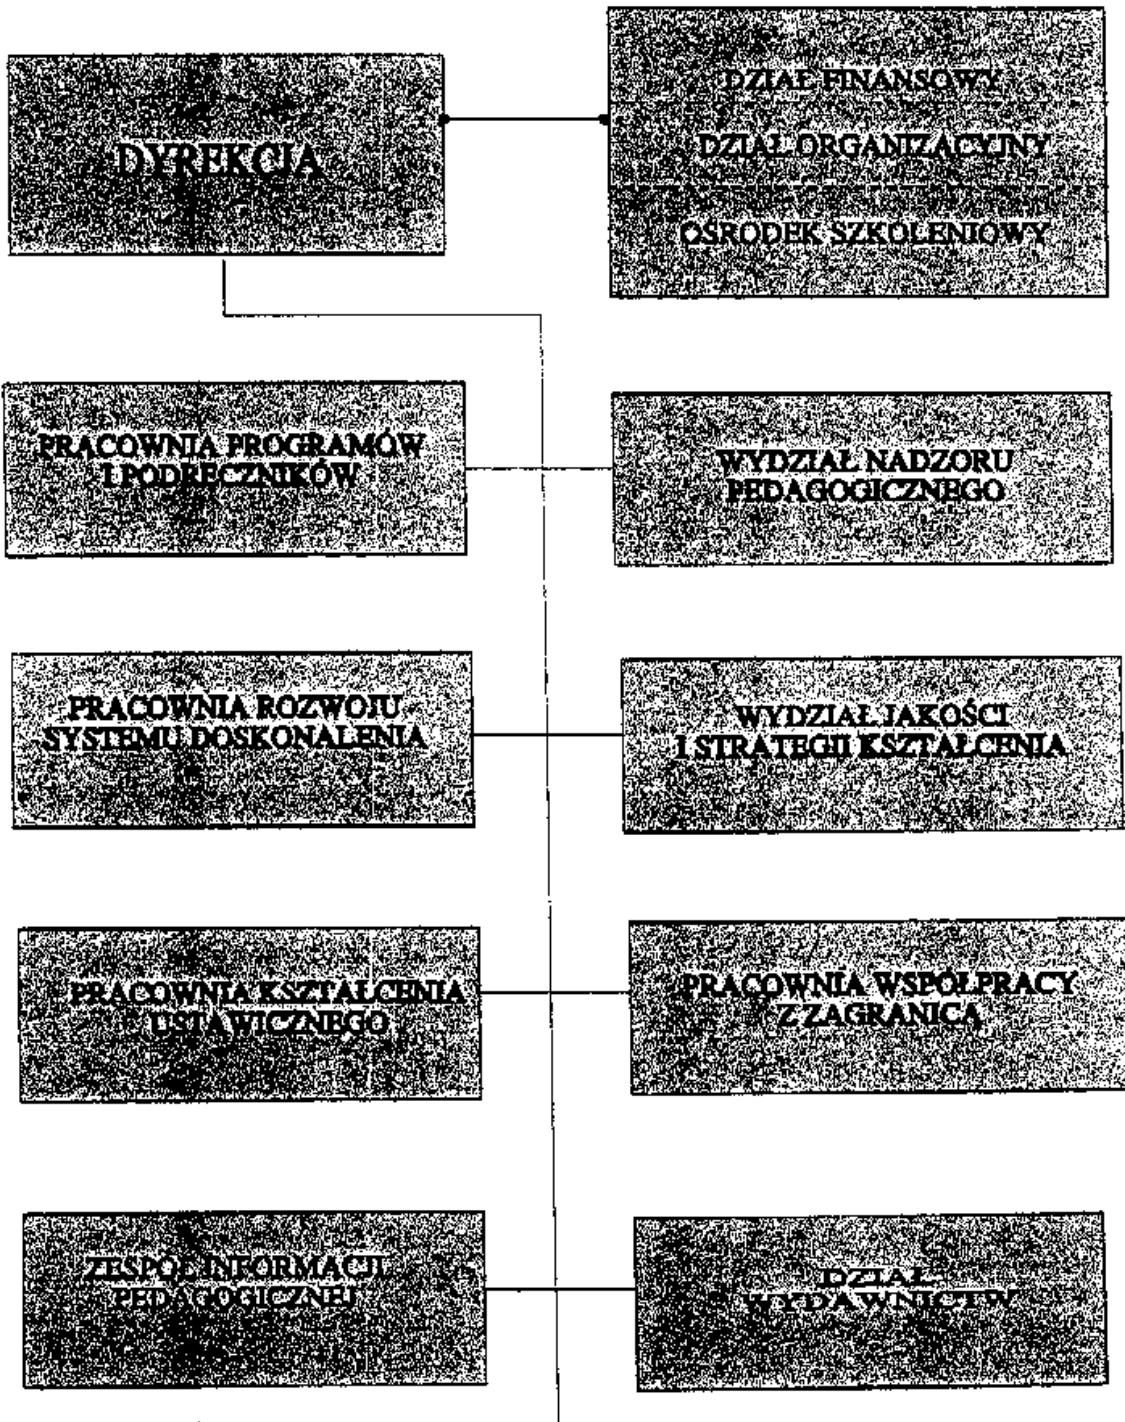 DYREKCJA
DZIAŁ FINANSOWY
DZIAŁ ORGANIZACYJNY
OŚRODEK SZKOLENIOWY
PRACOWNIA PROGRAMÓW
I PODRĘCZNIKÓW
WYDZIAŁ NADZORU
PEDAGOGICZNEGO
PRACOWNIA ROZWOJU
SYSTEMU DOSKONALENIA
WYDZIAŁ JAKOŚCI
I STRATEGII KSZTAŁCENIA
PRACOWNIA KSZTAŁCENIA
USTAWICZNEGO
PRACOWNIA WSPÓŁPRACY
Z ZAGRANICĄ
ZESPÓŁ INFORMACJI
PEDAGOGICZNEJ
DZIAŁ
WYDAWNICTW